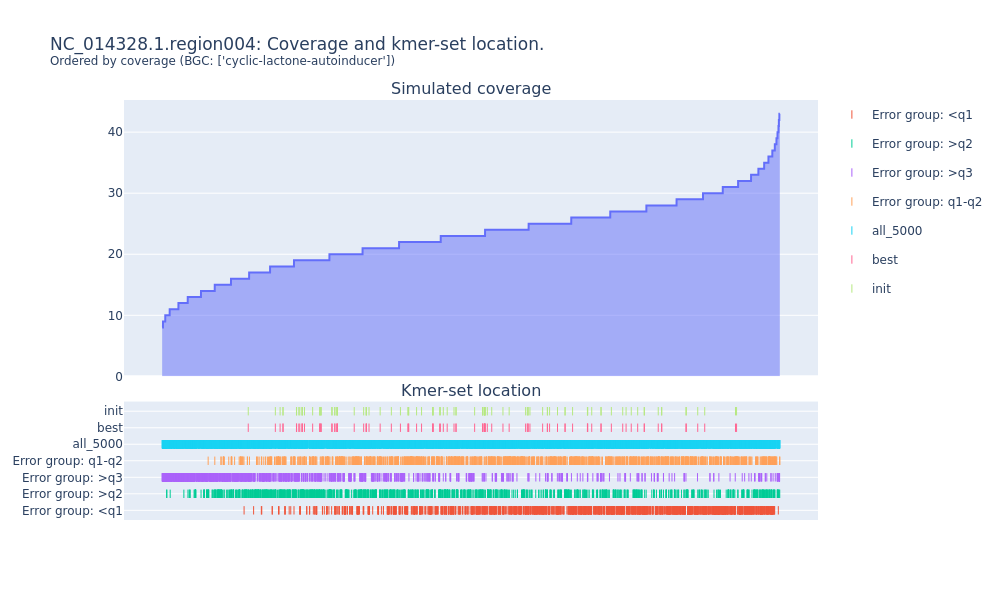 NC_014328.1.region004: Coverage and kmer-set location.
Ordered by coverage (BGC: ['cyclic-lactone-autoinducer'])
Simulated coverage
40
30
20
10
0
Error group: <q1
Error group: >q2
Error group: >q3
Error group: q1-q2
all_5000
best
init
Kmer-set location
init
best
all_5000
Error group: q1-q2
Error group: >q3
Error group: >q2
Error group: <q1